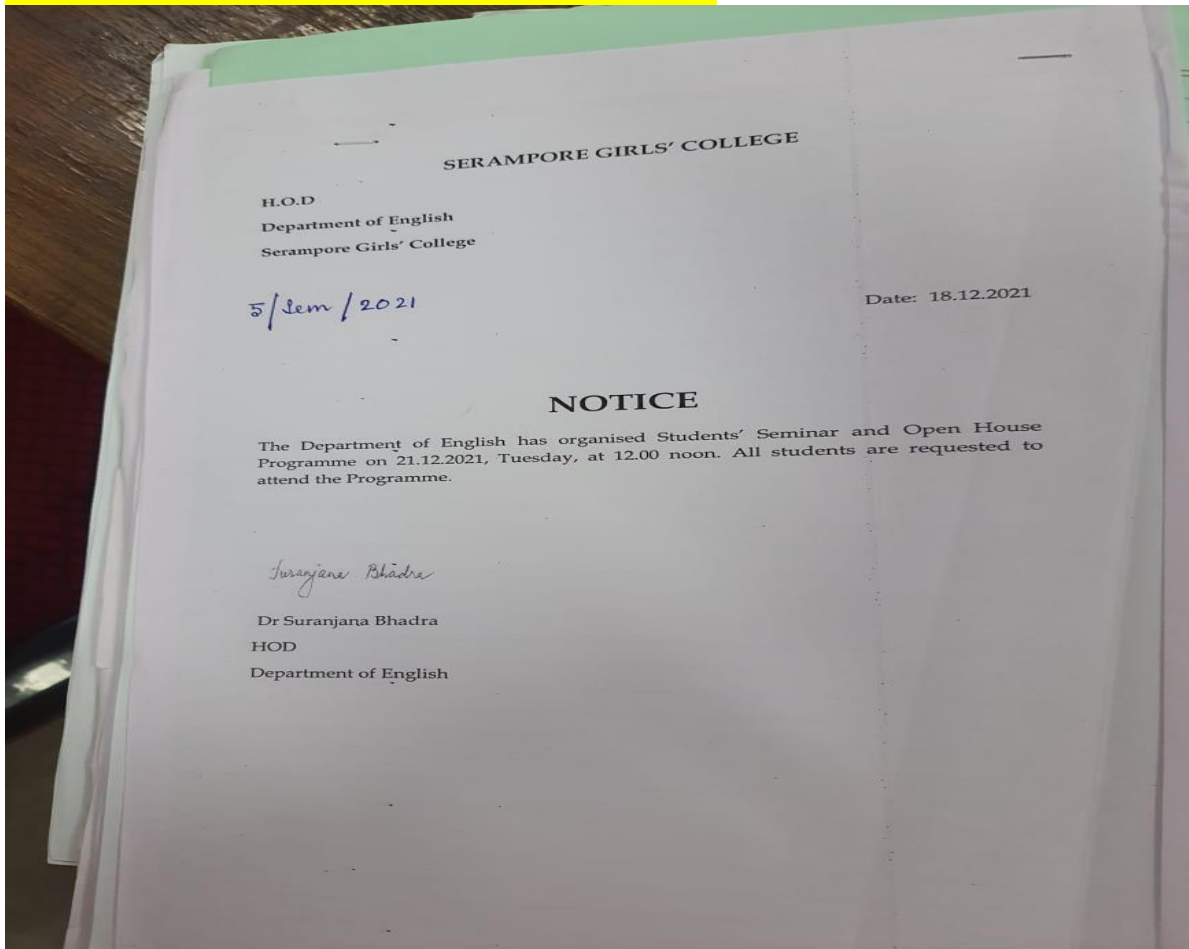 SERAMPORE GIRLS' COLLEGE
H.O.D
Department of English
Serampore Girls' College
5/Sem/2021
Date: 18.12.2021
NOTICE
The Department of English has organised Students' Seminar and Open House
Programme on 21.12.2021, Tuesday, at 12.00 noon. All students are requested to
attend the Programme.
Suranjana Bhadra
Dr Suranjana Bhadra
HOD
Department of English